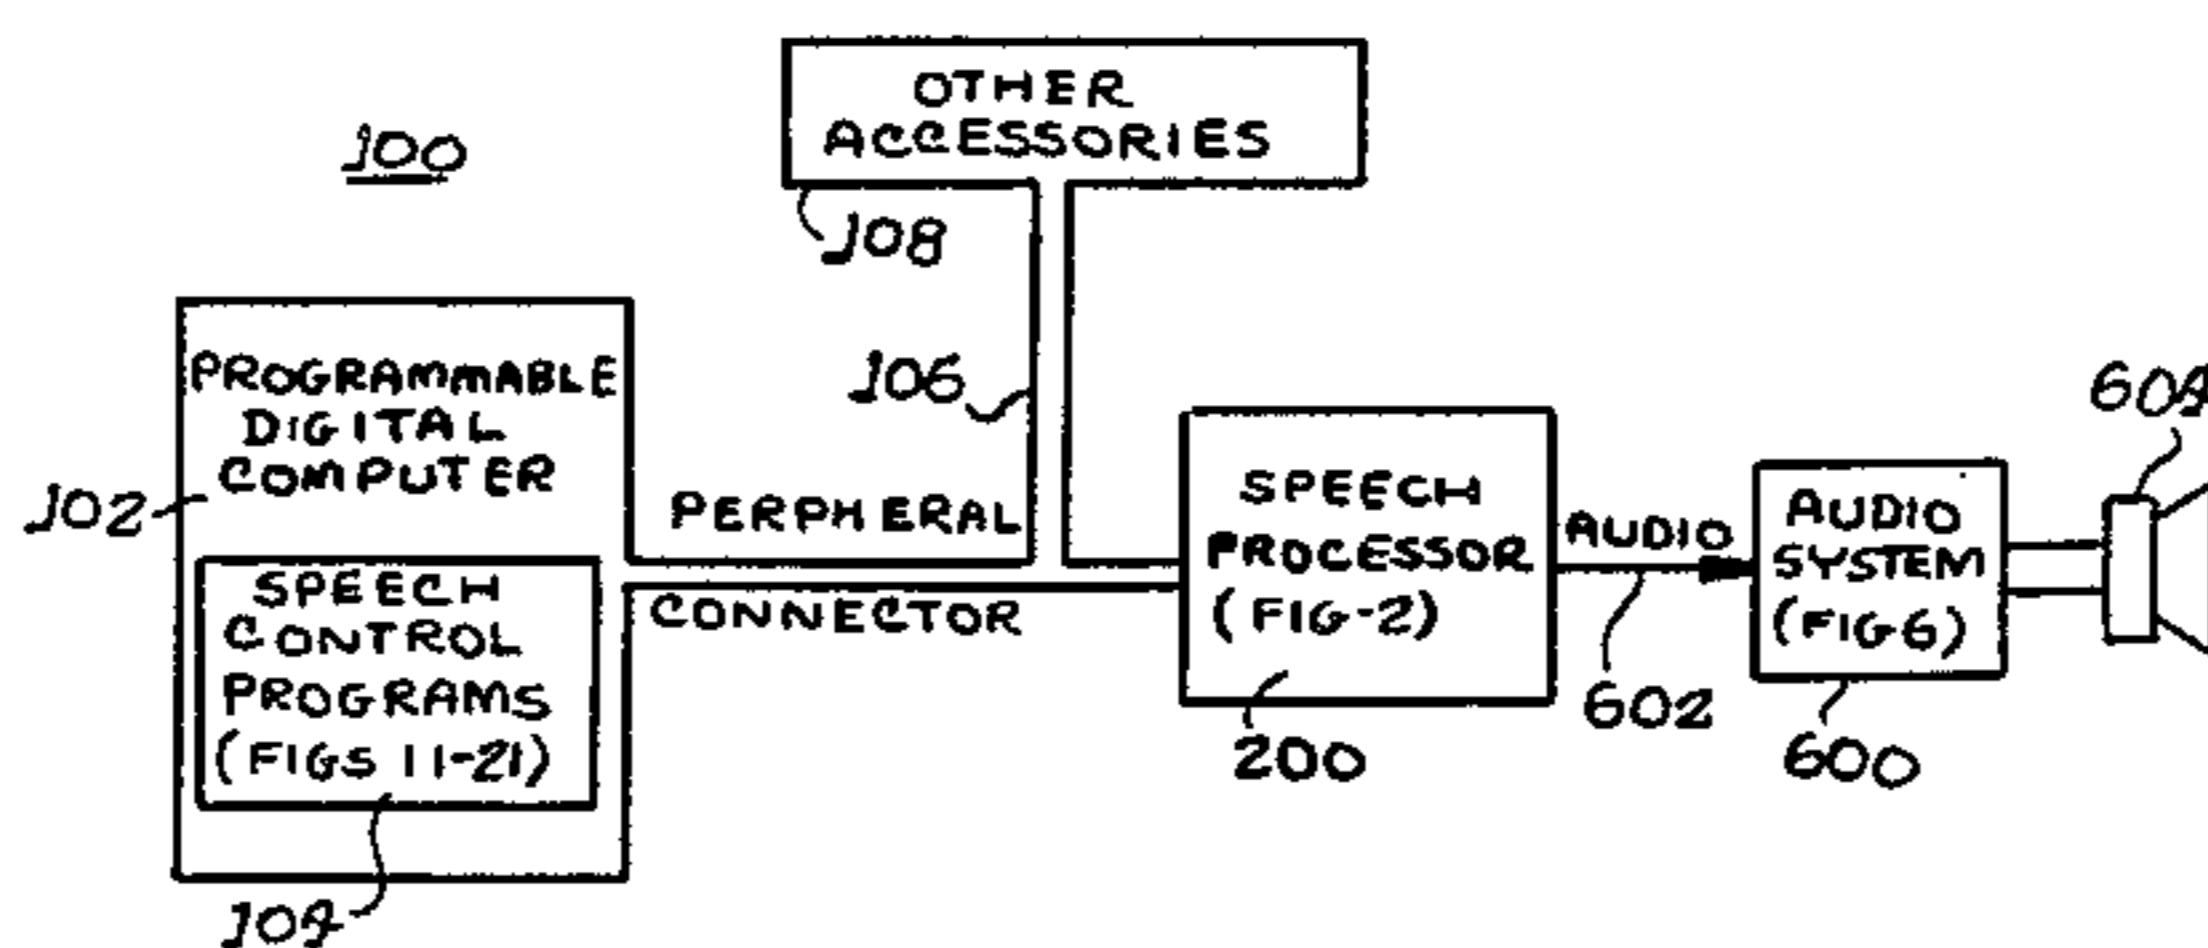 100
OTHER
ACCESSORIES
108
PROGRAMMABLE
DIGITAL
COMPUTER
102
SPEECH
CONTROL
PROGRAMS
(FIGS 11-21)
104
106
PERPHERAL
CONNECTOR
SPEECH
PROCESSOR
(FIG-2)
200
AUDIO
602
AUDIO
SYSTEM
(FIG6)
600
604